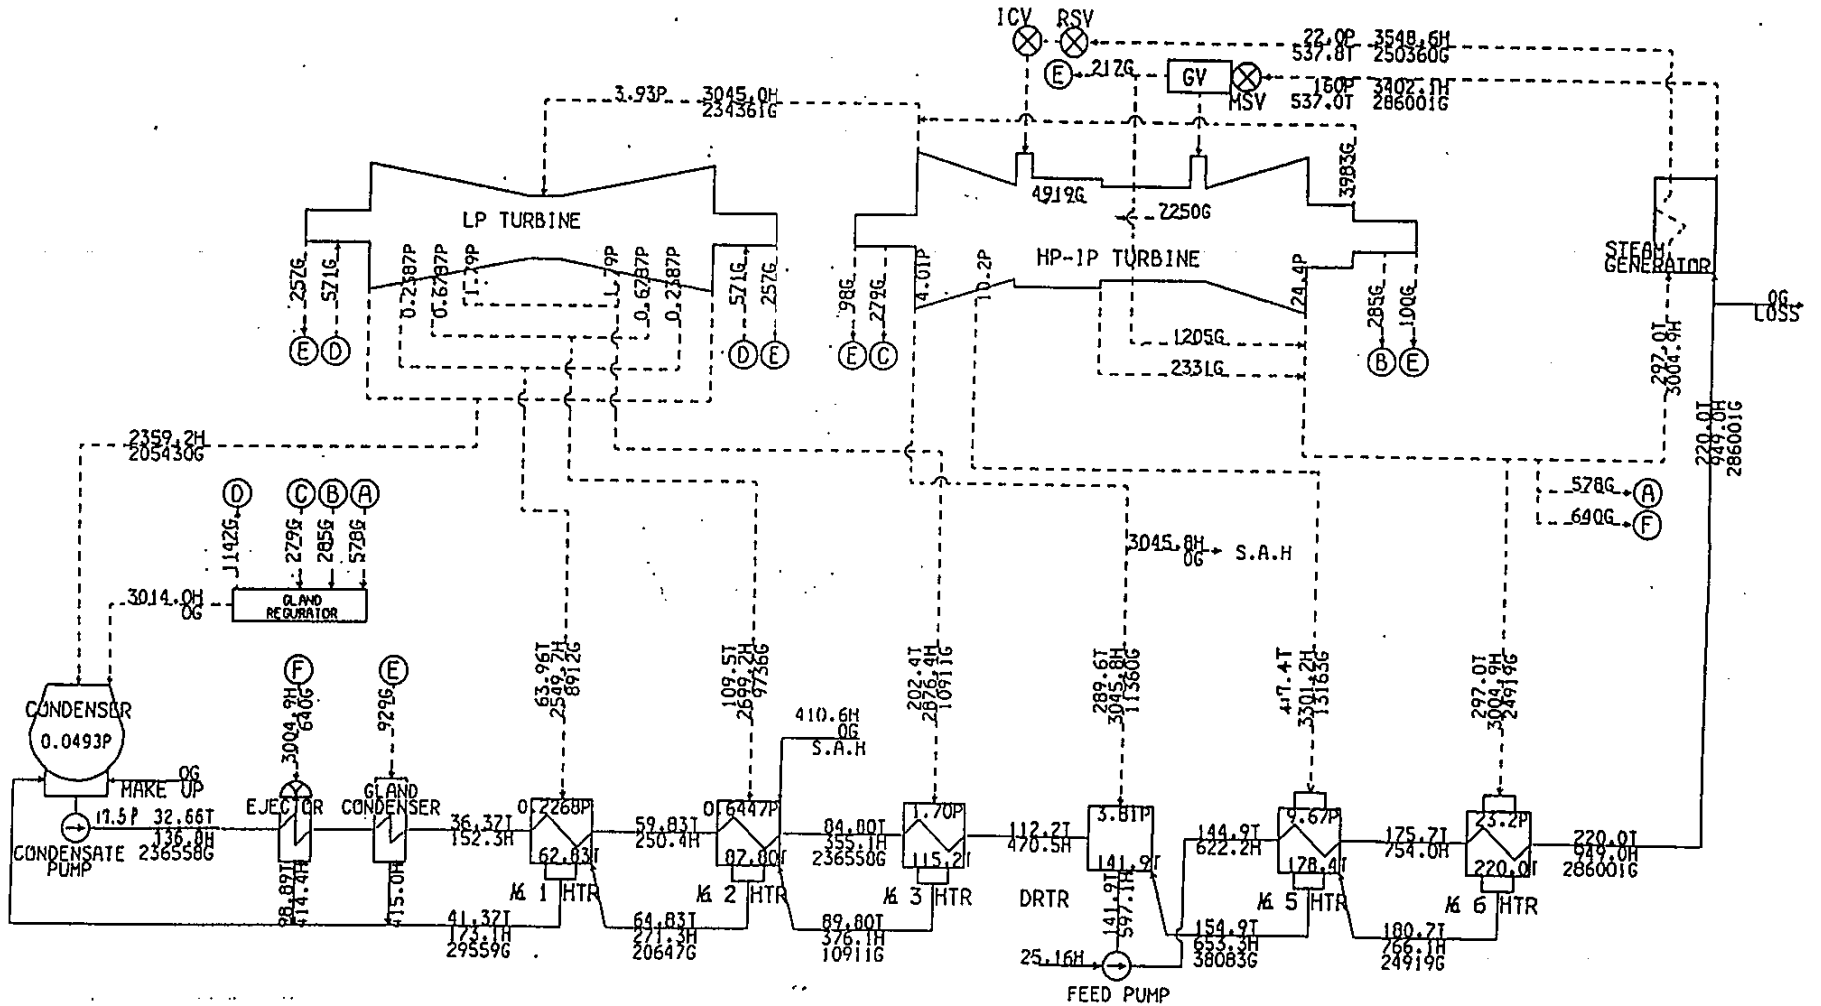 ICV RSV
22.0P 3548.6H
537.8T 250360G
E 217G GV
160P 3402.1H
MSV 537.0T 286001G
3.93P 3045.0H
234361G
3983G
4919G
7250G
LP TURBINE
HP-IP TURBINE
STEAM
GENERATOR
257G 571G 0.2387P 0.6787P 0.6787P 0.2387P 571G 257G
98G 279G 4.01P 10.2P 24.4P 285G 100G
0G
LOSS
E D D E E C B E
1205G
2331G
297.0T
3004.9H
220.0T
949.0H
286001G
2359.2H
205430G
D C B A
1142G 279G 285G 578G
578G A
640G F
3045.8H
0G S.A.H
3014.0H
0G
GLAND
REGURATOR
F E
3004.9H
640G
929G
63.96T
2549.7H
8912G
109.5T
2699.2H
9736G
202.4T
2876.4H
10911G
289.6T
3045.8H
11360G
417.4T
3301.2H
13163G
297.0T
3004.9H
24919G
CONDENSER
0.0493P
0G
MAKE UP
410.6H
0G
S.A.H
EJECTOR
GLAND
CONDENSER
0.2268P 0.6447P 1.70P 3.81P 9.67P 23.2P
17.5P 32.66T
136.8H
236558G
CONDENSATE
PUMP
36.37T
152.3H
59.83T
250.4H
84.80T
355.1H
236558G
112.2T
470.5H
144.9T
622.2H
175.7T
754.0H
220.0T
949.0H
286001G
62.83T 87.80T 115.2T 141.9T 178.4T 220.0T
98.89T
414.4H
415.0H
№ 1 HTR № 2 HTR № 3 HTR DRTR № 5 HTR № 6 HTR
41.37T
173.1H
29559G
64.83T
271.3H
20647G
89.80T
376.1H
10911G
141.9T
597.1H
154.9T
653.3H
38083G
180.7T
766.1H
24919G
25.16H
FEED PUMP